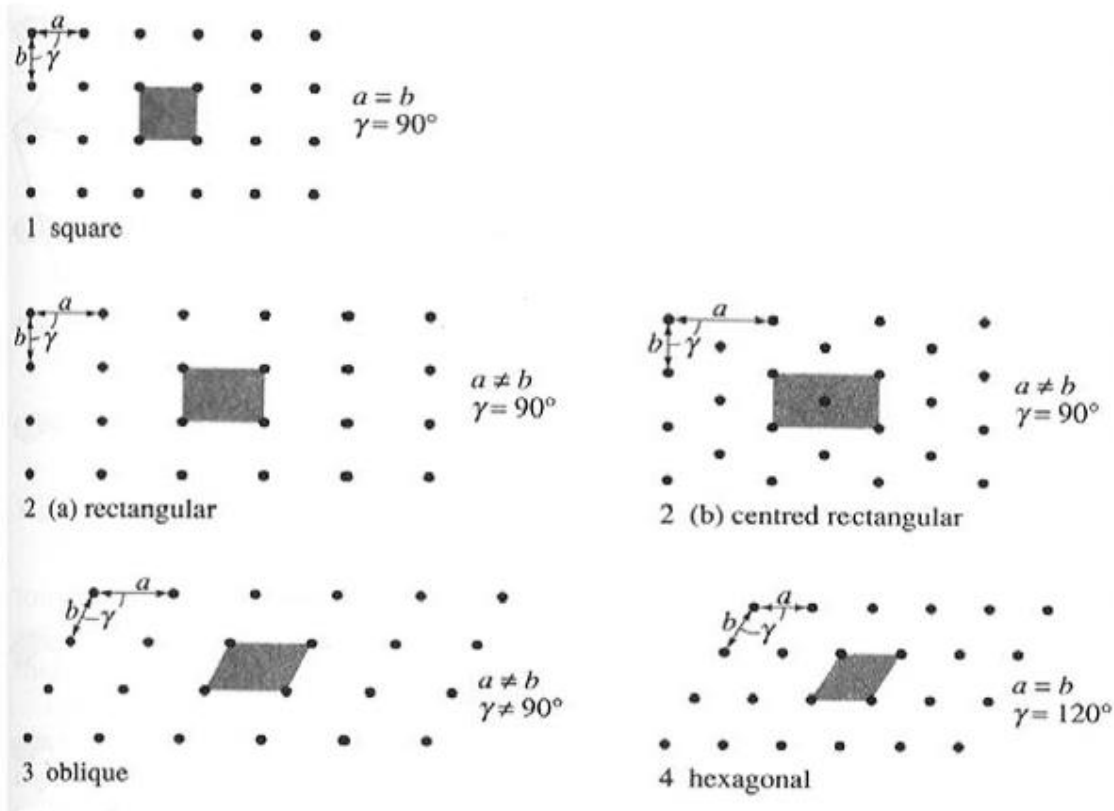 a
b γ
a = b
γ = 90°
1 square
a
b γ
a ≠ b
γ = 90°
2 (a) rectangular
a
b γ
a ≠ b
γ = 90°
2 (b) centred rectangular
a
b γ
a ≠ b
γ ≠ 90°
3 oblique
a
b γ
a = b
γ = 120°
4 hexagonal